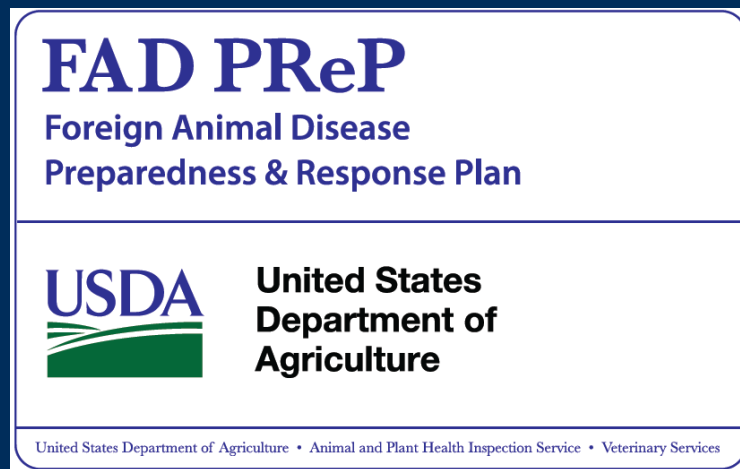 FAD PReP
Foreign Animal Disease
Preparedness & Response Plan
USDA
United States
Department of
Agriculture
United States Department of Agriculture • Animal and Plant Health Inspection Service • Veterinary Services